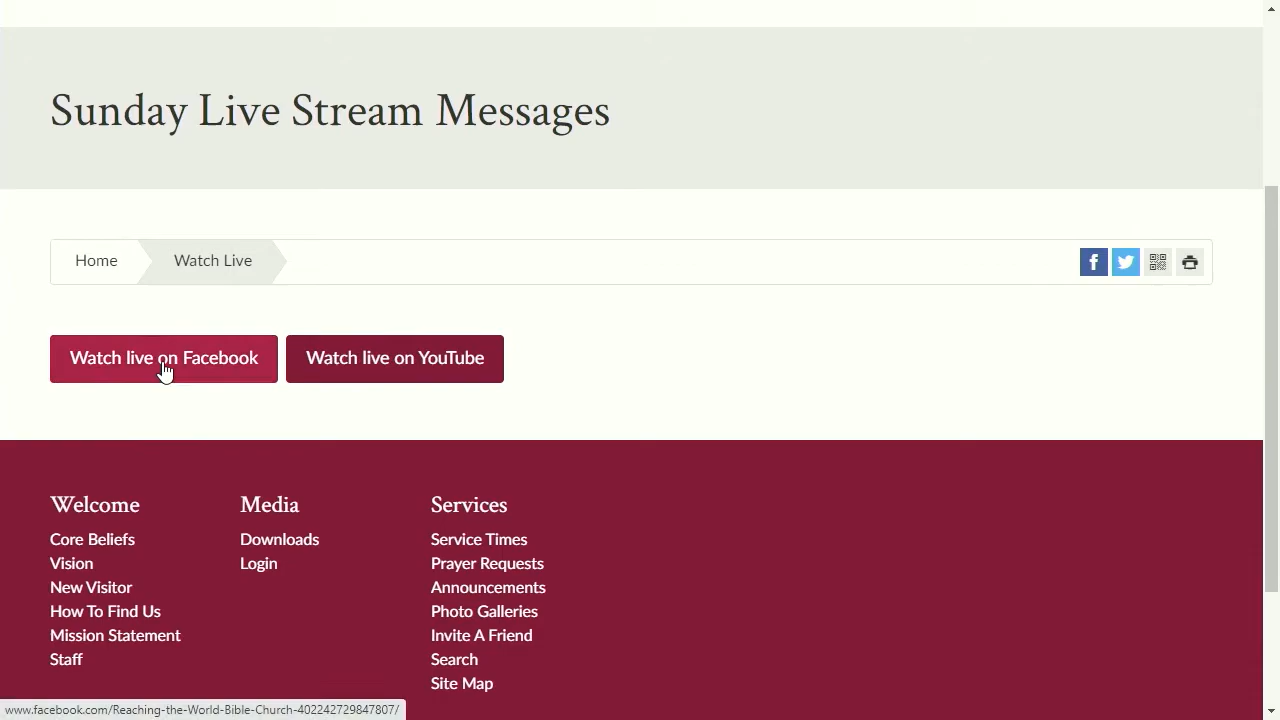 Sunday Live Stream Messages
Home
Watch Live
Watch live on Facebook
Watch live on YouTube
Welcome
Core Beliefs
Vision
New Visitor
How To Find Us
Mission Statement
Staff
Media
Downloads
Login
Services
Service Times
Prayer Requests
Announcements
Photo Galleries
Invite A Friend
Search
Site Map
www.facebook.com/Reaching-the-World-Bible-Church-402242729847807/